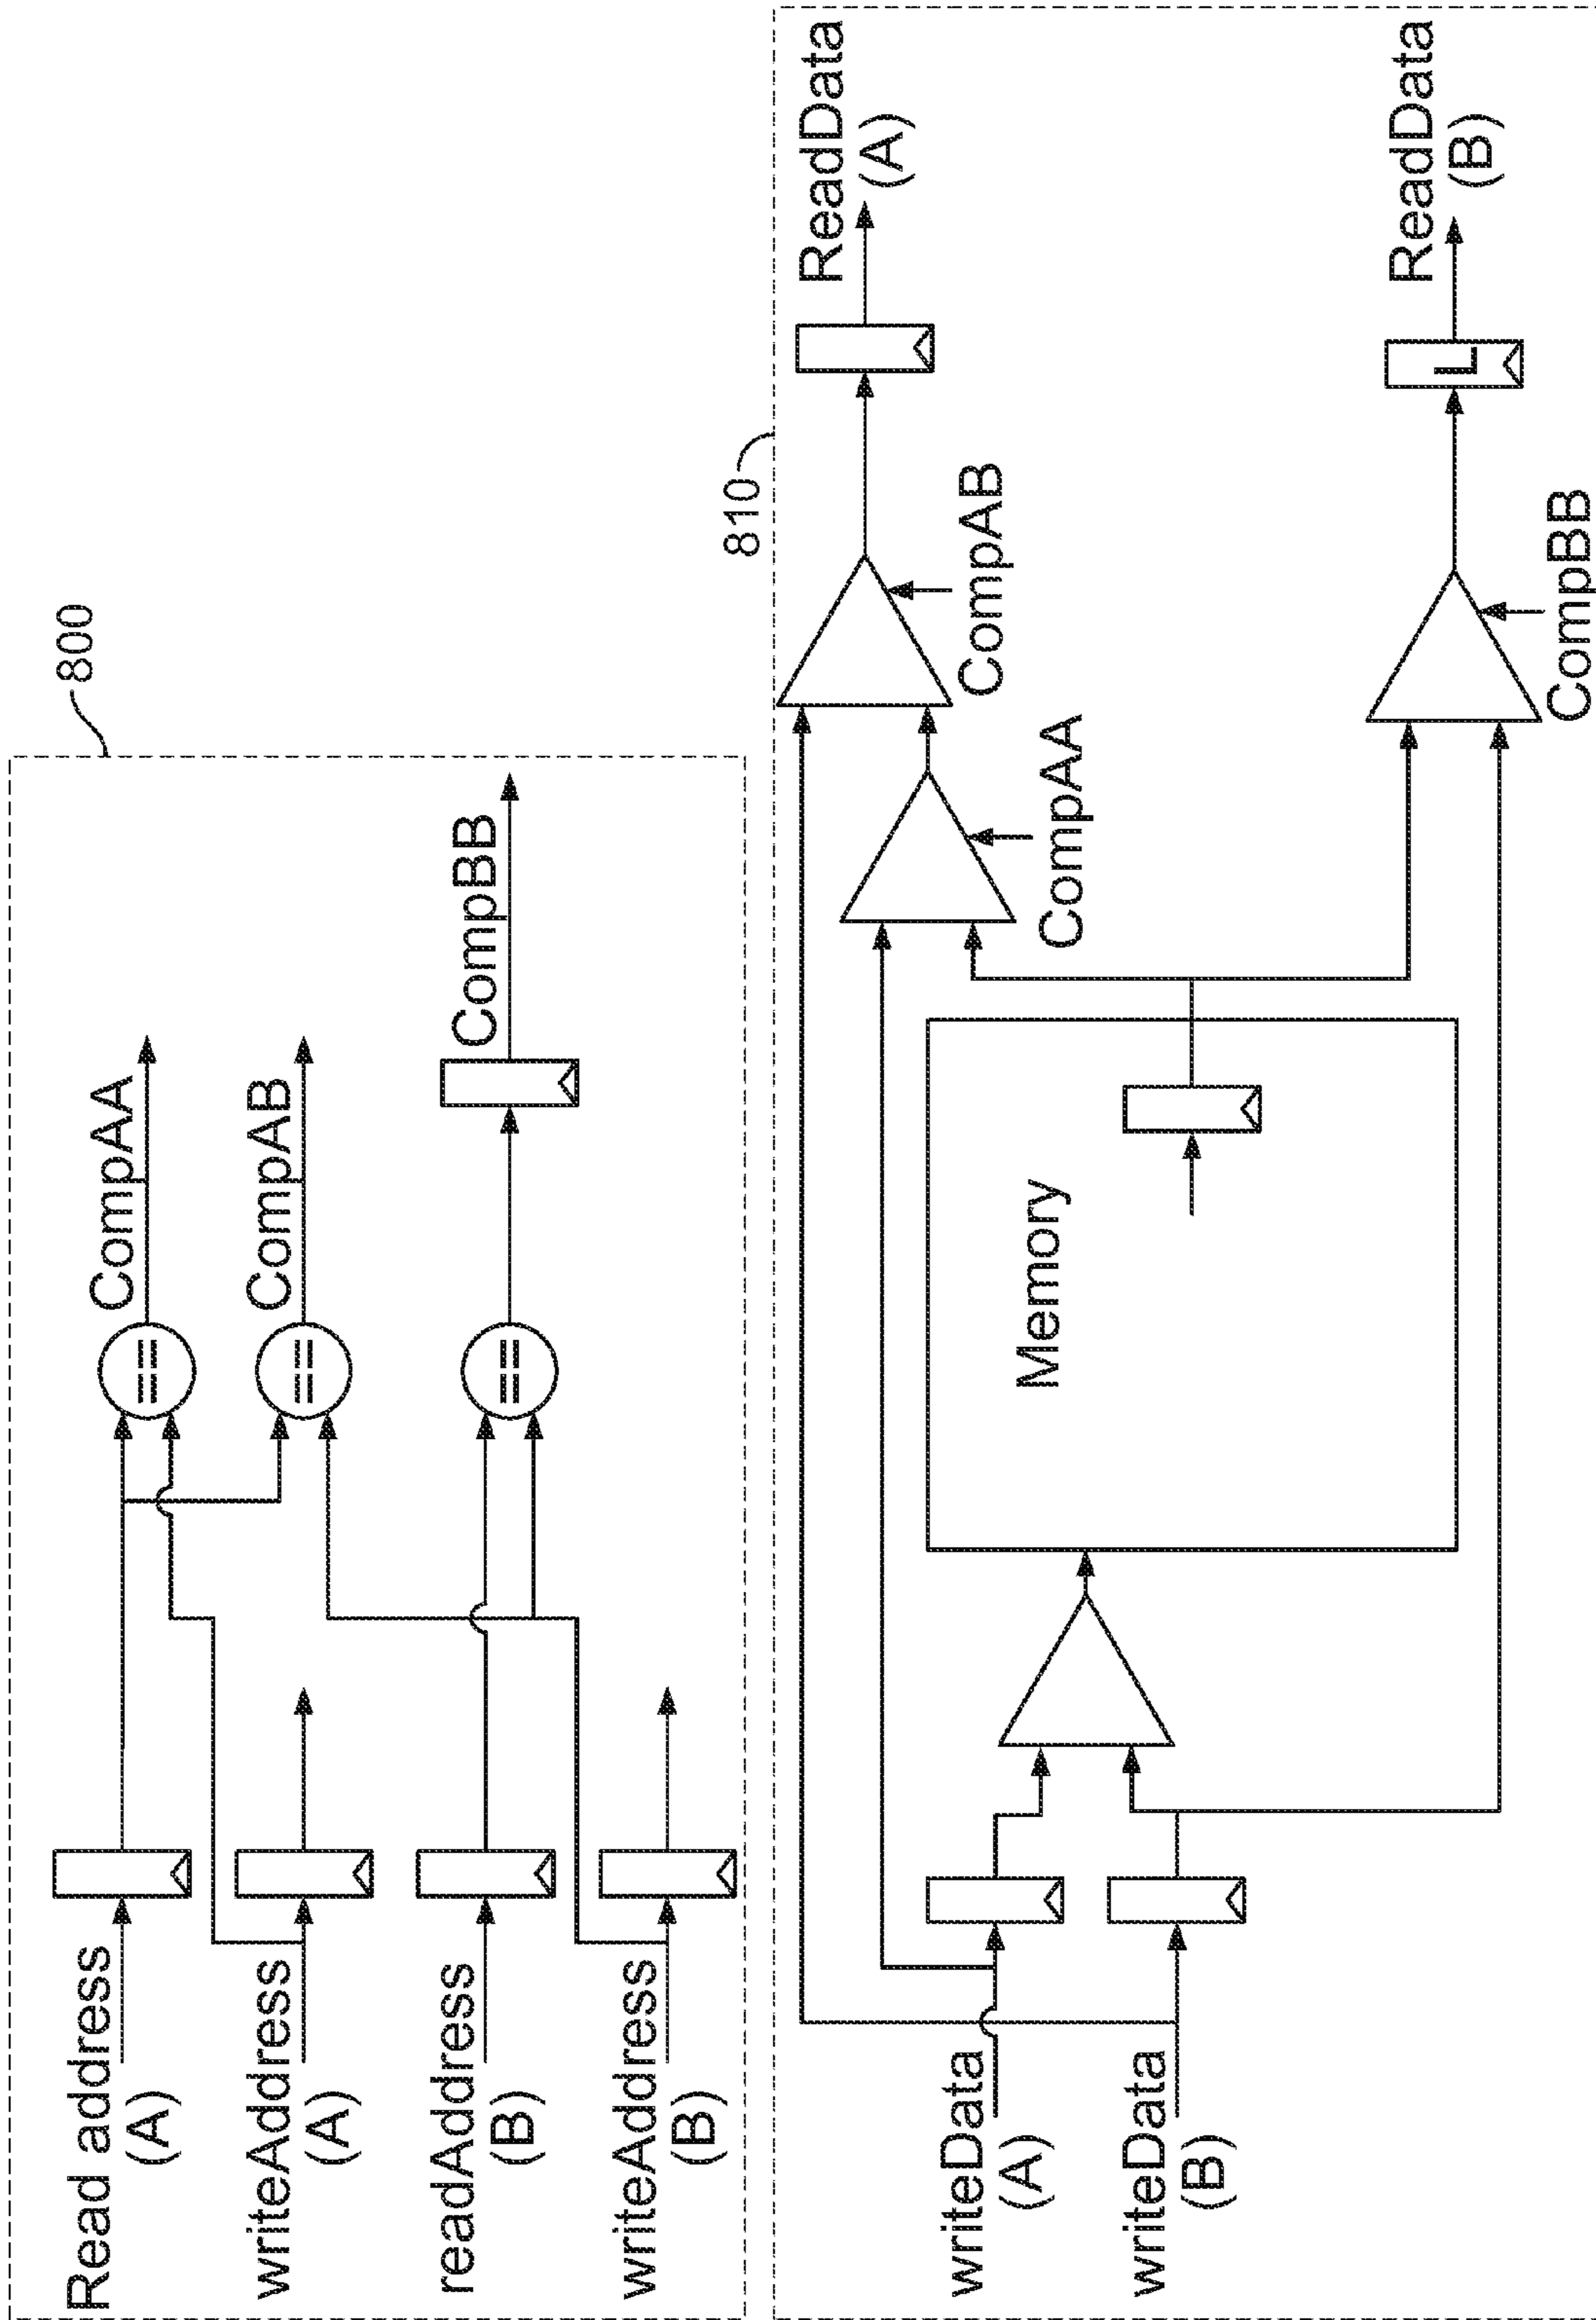 800
Read address
(A)
CompAA
writeAddress
(A)
CompAB
readAddress
(B)
CompBB
writeAddress
(B)
==
==
==
810
ReadData
(A)
CompAB
CompAA
writeData
(A)
Memory
writeData
(B)
L
ReadData
(B)
CompBB